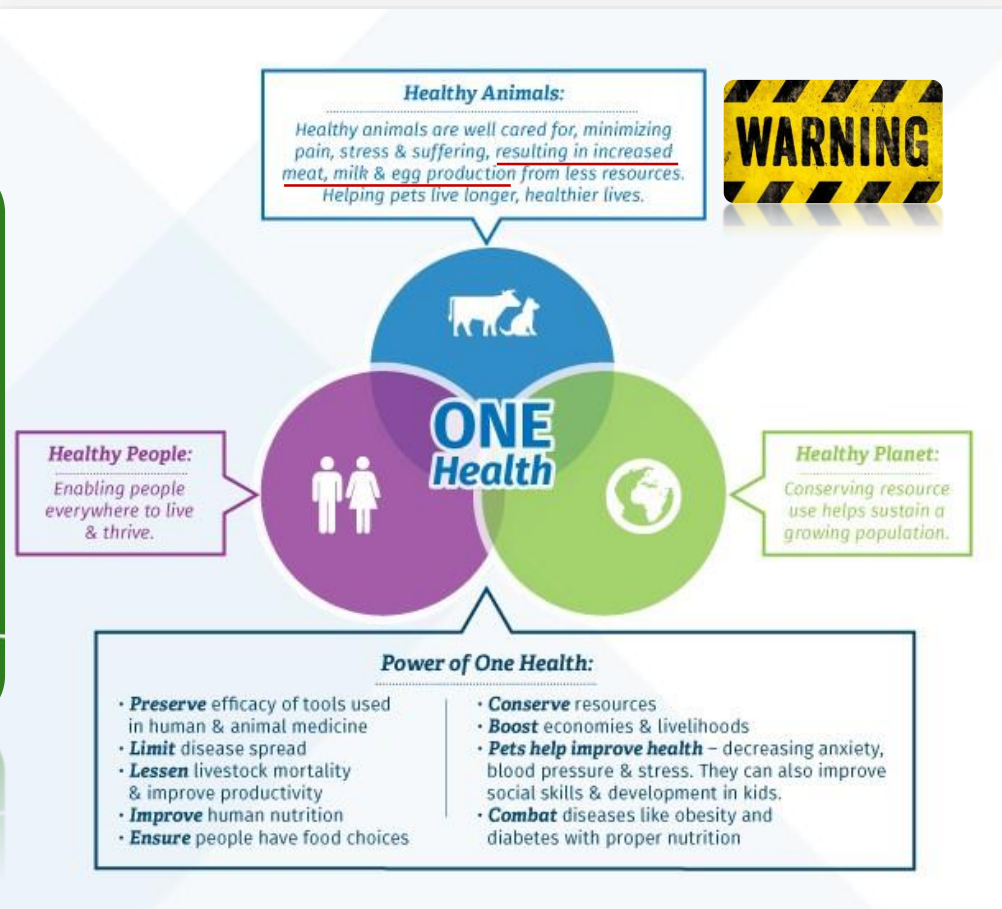 Healthy Animals:
Healthy animals are well cared for, minimizing
pain, stress & suffering, resulting in increased
meat, milk & egg production from less resources.
Helping pets live longer, healthier lives.
WARNING
ONE
Health
Healthy People:
Enabling people
everywhere to live
& thrive.
Healthy Planet:
Conserving resource
use helps sustain a
growing population.
Power of One Health:
· Preserve efficacy of tools used
in human & animal medicine
· Limit disease spread
· Lessen livestock mortality
& improve productivity
· Improve human nutrition
· Ensure people have food choices
· Conserve resources
· Boost economies & livelihoods
· Pets help improve health – decreasing anxiety,
blood pressure & stress. They can also improve
social skills & development in kids.
· Combat diseases like obesity and
diabetes with proper nutrition